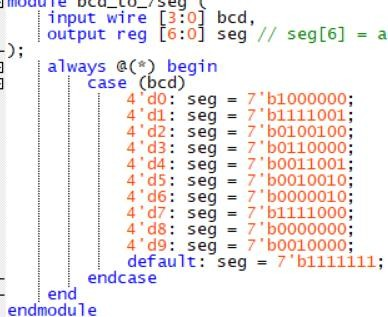 module bcd_to_7seg (
    input wire [3:0] bcd,
    output reg [6:0] seg // seg[6] = a
);
    always @(*) begin
        case (bcd)
            4'd0: seg = 7'b1000000;
            4'd1: seg = 7'b1111001;
            4'd2: seg = 7'b0100100;
            4'd3: seg = 7'b0110000;
            4'd4: seg = 7'b0011001;
            4'd5: seg = 7'b0010010;
            4'd6: seg = 7'b0000010;
            4'd7: seg = 7'b1111000;
            4'd8: seg = 7'b0000000;
            4'd9: seg = 7'b0010000;
            default: seg = 7'b1111111;
        endcase
    end
endmodule